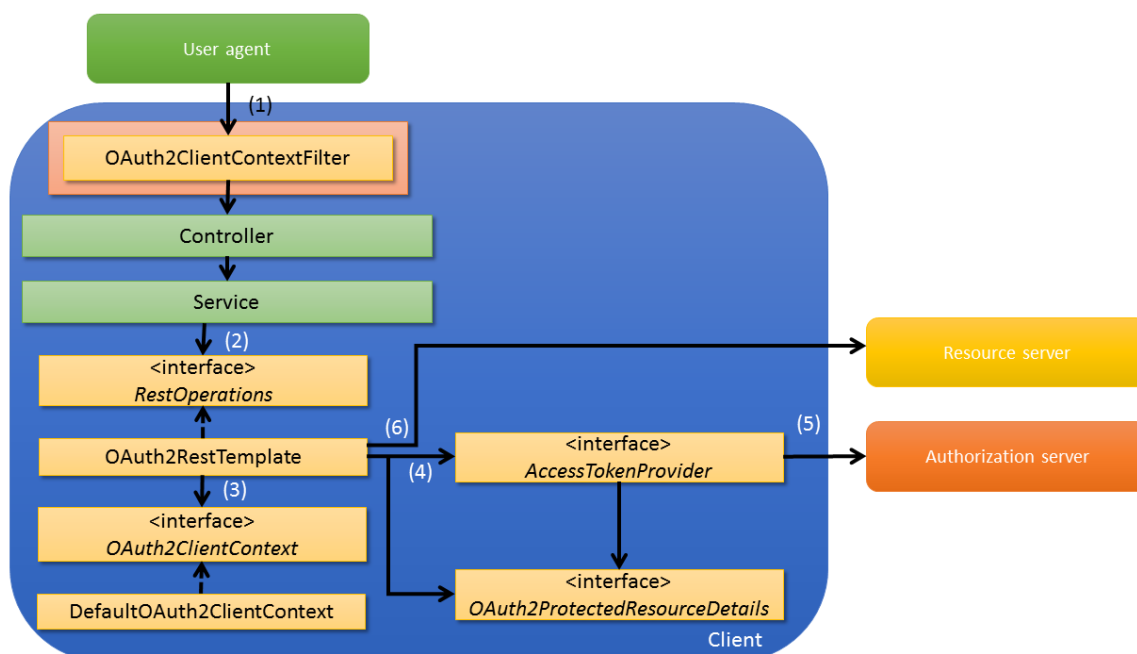 User agent
(1)
OAuth2ClientContextFilter
Controller
Service
(2)
<interface>
RestOperations
Resource server
(6)
(5)
OAuth2RestTemplate
(4)
<interface>
AccessTokenProvider
Authorization server
(3)
<interface>
OAuth2ClientContext
<interface>
OAuth2ProtectedResourceDetails
DefaultOAuth2ClientContext
Client